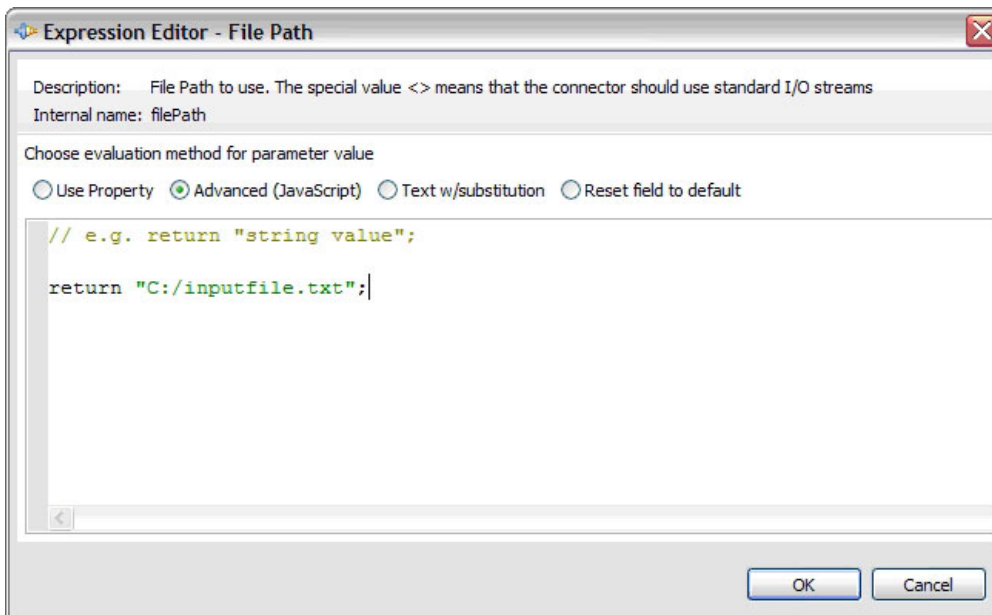 Expression Editor - File Path
Description: File Path to use. The special value <> means that the connector should use standard I/O streams
Internal name: filePath
Choose evaluation method for parameter value
Use Property Advanced (JavaScript) Text w/substitution Reset field to default
// e.g. return "string value";
return "C:/inputfile.txt";
OK Cancel